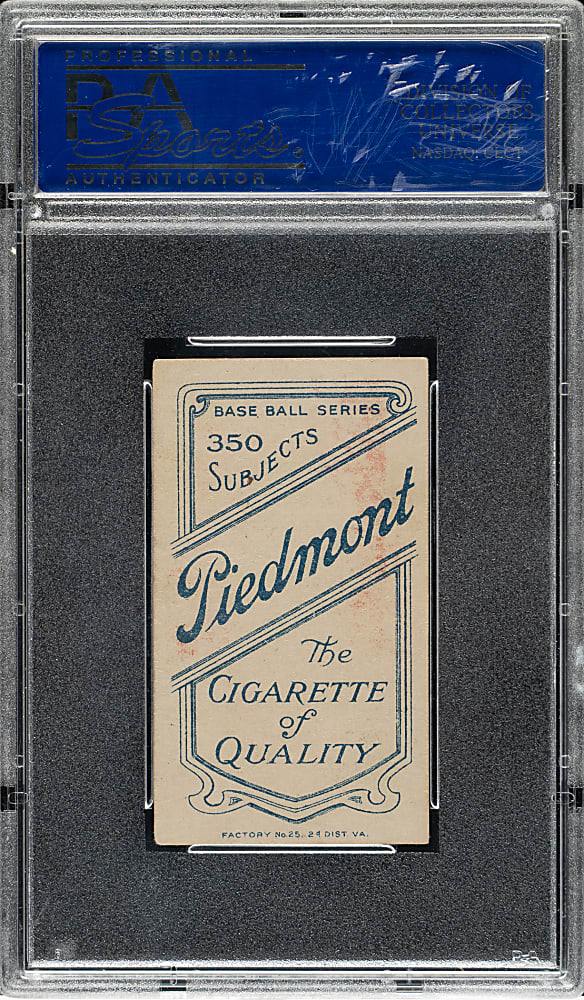 PROFESSIONAL
PSA
Sports
AUTHENTICATOR
DIVISION OF
COLLECTORS
UNIVERSE
NASDAQ: CLCT
BASE BALL SERIES
350
SUBJECTS
Piedmont
The
CIGARETTE
of
QUALITY
FACTORY No. 25, 2d DIST. VA.
PSA